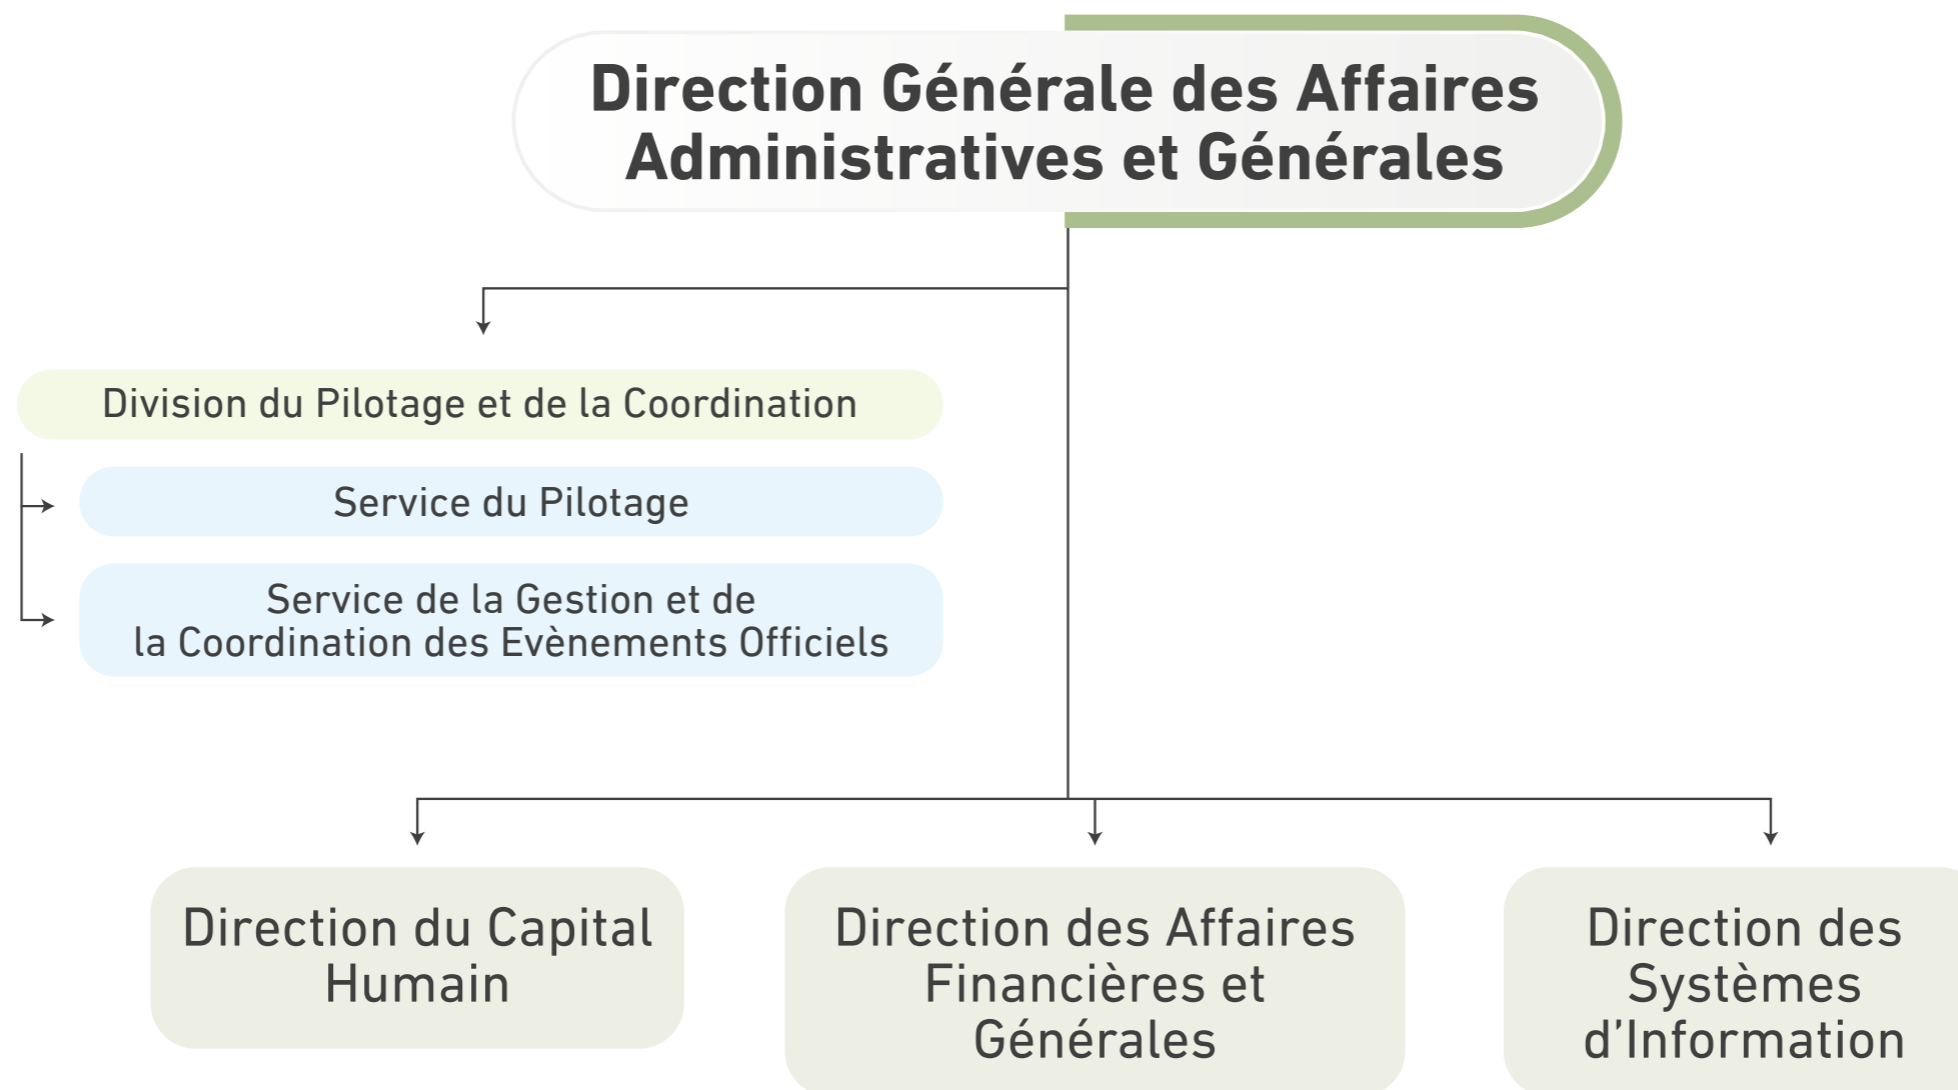 Direction Générale des Affaires
Administratives et Générales
Division du Pilotage et de la Coordination
Service du Pilotage
Service de la Gestion et de
la Coordination des Evènements Officiels
Direction du Capital
Humain
Direction des Affaires
Financières et
Générales
Direction des
Systèmes
d’Information